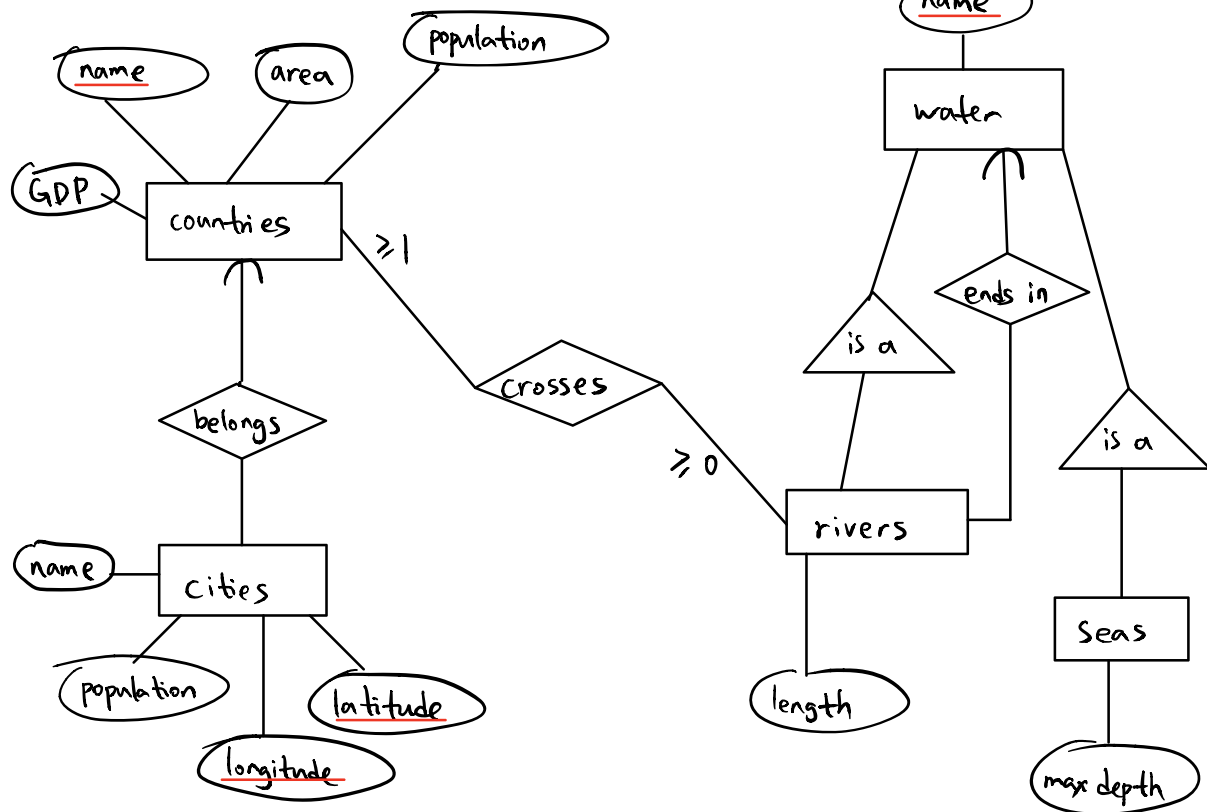 name
population
name
area
water
GDP
countries
≥1
ends in
is a
crosses
belongs
is a
≥0
rivers
name
cities
seas
population
latitude
length
longitude
max depth